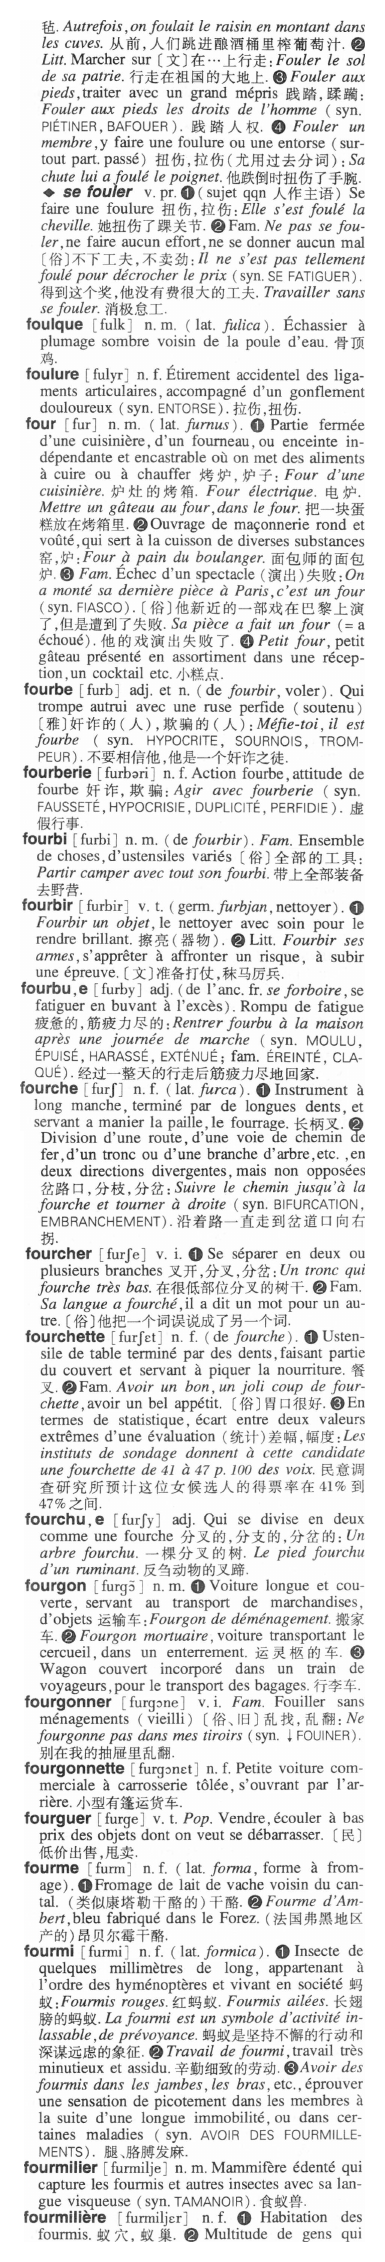 毡. Autrefois, on foulait le raisin en montant dans
les cuves. 从前,人们跳进酿酒桶里榨葡萄汁. ❷
Litt. Marcher sur〔文〕在…上行走: Fouler le sol
de sa patrie. 行走在祖国的大地上. ❸ Fouler aux
pieds, traiter avec un grand mépris 践踏,蹂躏:
Fouler aux pieds les droits de l'homme (syn.
PIÉTINER, BAFOUER). 践踏人权. ❹ Fouler un
membre, y faire une foulure ou une entorse (sur-
tout part. passé) 扭伤,拉伤(尤用过去分词): Sa
chute lui a foulé le poignet. 他跌倒时扭伤了手腕.
◆ se fouler v. pr. ❶ (sujet qqn 人作主语) Se
faire une foulure 扭伤,拉伤: Elle s'est foulé la
cheville. 她扭伤了踝关节. ❷ Fam. Ne pas se fou-
ler, ne faire aucun effort, ne se donner aucun mal
〔俗〕不下工夫,不卖劲: Il ne s'est pas tellement
foulé pour décrocher le prix (syn. SE FATIGUER).
得到这个奖,他没有费很大的工夫. Travailler sans
se fouler. 消极怠工.
foulque [fulk] n. m. (lat. fulica). Échassier à
plumage sombre voisin de la poule d'eau. 骨顶
鸡.
foulure [fulyr] n. f. Étirement accidentel des liga-
ments articulaires, accompagné d'un gonflement
douloureux (syn. ENTORSE). 拉伤,扭伤.
four [fur] n. m. (lat. furnus). ❶ Partie fermée
d'une cuisinière, d'un fourneau, ou enceinte in-
dépendante et encastrable où on met des aliments
à cuire ou à chauffer 烤炉,炉子: Four d'une
cuisinière. 炉灶的烤箱. Four électrique. 电炉.
Mettre un gâteau au four, dans le four. 把一块蛋
糕放在烤箱里. ❷ Ouvrage de maçonnerie rond et
voûté, qui sert à la cuisson de diverses substances
窑,炉: Four à pain du boulanger. 面包师的面包
炉. ❸ Fam. Échec d'un spectacle (演出)失败: On
a monté sa dernière pièce à Paris, c'est un four
(syn. FIASCO). 〔俗〕他新近的一部戏在巴黎上演
了,但是遭到了失败. Sa pièce a fait un four (= a
échoué). 他的戏演出失败了. ❹ Petit four, petit
gâteau présenté en assortiment dans une récep-
tion, un cocktail etc. 小糕点.
fourbe [furb] adj. et n. (de fourbir, voler). Qui
trompe autrui avec une ruse perfide (soutenu)
〔雅〕奸诈的(人),欺骗的(人): Méfie-toi, il est
fourbe (syn. HYPOCRITE, SOURNOIS, TROM-
PEUR). 不要相信他,他是一个奸诈之徒.
fourberie [furbəri] n. f. Action fourbe, attitude de
fourbe 奸诈,欺骗: Agir avec fourberie (syn.
FAUSSETÉ, HYPOCRISIE, DUPLICITÉ, PERFIDIE). 虚
假行事.
fourbi [furbi] n. m. (de fourbir). Fam. Ensemble
de choses, d'ustensiles variés〔俗〕全部的工具:
Partir camper avec tout son fourbi. 带上全部装备
去野营.
fourbir [furbir] v. t. (germ. furbjan, nettoyer). ❶
Fourbir un objet, le nettoyer avec soin pour le
rendre brillant. 擦亮(器物). ❷ Litt. Fourbir ses
armes, s'apprêter à affronter un risque, à subir
une épreuve.〔文〕准备打仗,秣马厉兵.
fourbu, e [furby] adj. (de l'anc. fr. se forboire, se
fatiguer en buvant à l'excès). Rompu de fatigue
疲惫的,筋疲力尽的: Rentrer fourbu à la maison
après une journée de marche (syn. MOULU,
ÉPUISÉ, HARASSÉ, EXTÉNUÉ; fam. ÉREINTÉ, CLA-
QUÉ). 经过一整天的行走后筋疲力尽地回家.
fourche [furʃ] n. f. (lat. furca). ❶ Instrument à
long manche, terminé par de longues dents, et
servant a manier la paille, le fourrage. 长柄叉. ❷
Division d'une route, d'une voie de chemin de
fer, d'un tronc ou d'une branche d'arbre, etc., en
deux directions divergentes, mais non opposées
岔路口,分枝,分岔: Suivre le chemin jusqu'à la
fourche et tourner à droite (syn. BIFURCATION,
EMBRANCHEMENT). 沿着路一直走到岔道口向右
拐.
fourcher [furʃe] v. i. ❶ Se séparer en deux ou
plusieurs branches 叉开,分叉,分岔: Un tronc qui
fourche très bas. 在很低部位分叉的树干. ❷ Fam.
Sa langue a fourché, il a dit un mot pour un au-
tre.〔俗〕他把一个词误说成了另一个词.
fourchette [furʃɛt] n. f. (de fourche). ❶ Usten-
sile de table terminé par des dents, faisant partie
du couvert et servant à piquer la nourriture. 餐
叉. ❷ Fam. Avoir un bon, un joli coup de four-
chette, avoir un bel appétit.〔俗〕胃口很好. ❸ En
termes de statistique, écart entre deux valeurs
extrêmes d'une évaluation (统计)差幅,幅度: Les
instituts de sondage donnent à cette candidate
une fourchette de 41 à 47 p. 100 des voix. 民意调
查研究所预计这位女候选人的得票率在 41% 到
47% 之间.
fourchu, e [furʃy] adj. Qui se divise en deux
comme une fourche 分叉的,分支的,分岔的: Un
arbre fourchu. 一棵分叉的树. Le pied fourchu
d'un ruminant. 反刍动物的叉蹄.
fourgon [furgɔ̃] n. m. ❶ Voiture longue et cou-
verte, servant au transport de marchandises,
d'objets 运输车: Fourgon de déménagement. 搬家
车. ❷ Fourgon mortuaire, voiture transportant le
cercueil, dans un enterrement. 运灵柩的车. ❸
Wagon couvert incorporé dans un train de
voyageurs, pour le transport des bagages. 行李车.
fourgonner [furgɔne] v. i. Fam. Fouiller sans
ménagements (vieilli)〔俗、旧〕乱找,乱翻: Ne
fourgonne pas dans mes tiroirs (syn. ↓ FOUINER).
别在我的抽屉里乱翻.
fourgonnette [furgɔnɛt] n. f. Petite voiture com-
merciale à carrosserie tôlée, s'ouvrant par l'ar-
rière. 小型有篷运货车.
fourguer [furge] v. t. Pop. Vendre, écouler à bas
prix des objets dont on veut se débarrasser.〔民〕
低价出售,甩卖.
fourme [furm] n. f. (lat. forma, forme à from-
age). ❶ Fromage de lait de vache voisin du can-
tal. (类似康塔勒干酪的)干酪. ❷ Fourme d'Am-
bert, bleu fabriqué dans le Forez. (法国弗黑地区
产的)昂贝尔霉干酪.
fourmi [furmi] n. f. (lat. formica). ❶ Insecte de
quelques millimètres de long, appartenant à
l'ordre des hyménoptères et vivant en société 蚂
蚁: Fourmis rouges. 红蚂蚁. Fourmis ailées. 长翅
膀的蚂蚁. La fourmi est un symbole d'activité in-
lassable, de prévoyance. 蚂蚁是坚持不懈的行动和
深谋远虑的象征. ❷ Travail de fourmi, travail très
minutieux et assidu. 辛勤细致的劳动. ❸ Avoir des
fourmis dans les jambes, les bras, etc., éprouver
une sensation de picotement dans les membres à
la suite d'une longue immobilité, ou dans cer-
taines maladies (syn. AVOIR DES FOURMILLE-
MENTS). 腿、胳膊发麻.
fourmilier [furmilje] n. m. Mammifère édenté qui
capture les fourmis et autres insectes avec sa lan-
gue visqueuse (syn. TAMANOIR). 食蚁兽.
fourmilière [furmiljɛr] n. f. ❶ Habitation des
fourmis. 蚁穴,蚁巢. ❷ Multitude de gens qui